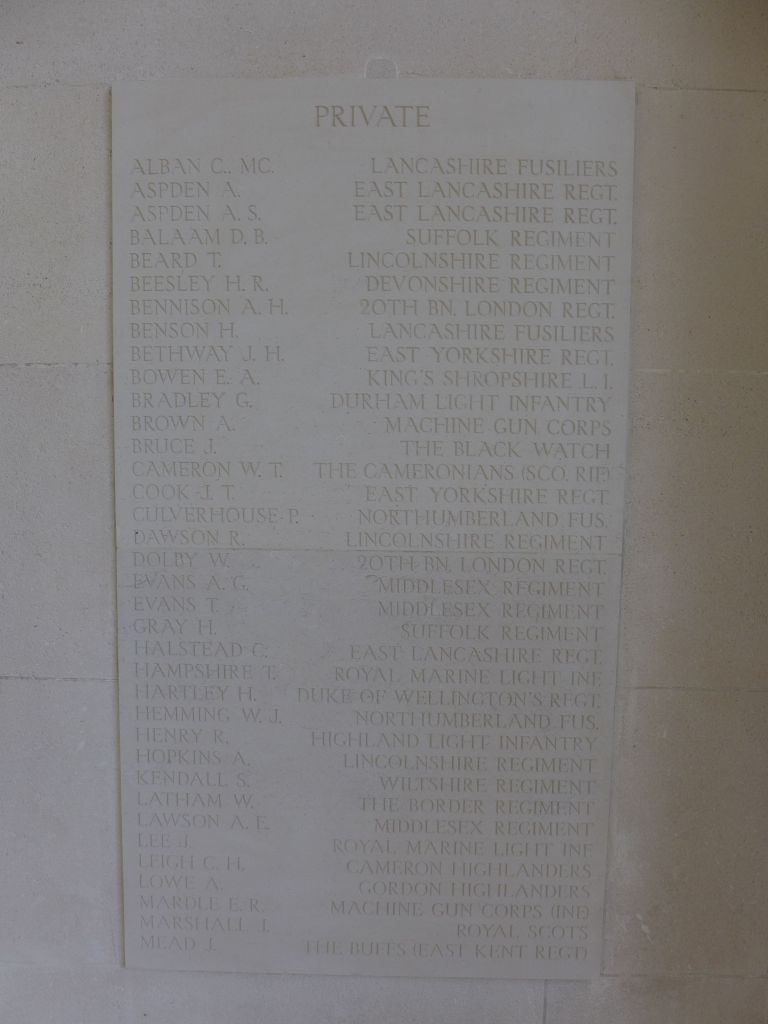 PRIVATE
ALBAN C., MC. LANCASHIRE FUSILIERS
ASPDEN A. EAST LANCASHIRE REGT.
ASPDEN A. S. EAST LANCASHIRE REGT.
BALAAM D. B. SUFFOLK REGIMENT
BEARD T. LINCOLNSHIRE REGIMENT
BEESLEY H. R. DEVONSHIRE REGIMENT
BENNISON A. H. 20TH BN. LONDON REGT.
BENSON H. LANCASHIRE FUSILIERS
BETHWAY J. H. EAST YORKSHIRE REGT.
BOWEN E. A. KING'S SHROPSHIRE L. I.
BRADLEY G. DURHAM LIGHT INFANTRY
BROWN A. MACHINE GUN CORPS
BRUCE J. THE BLACK WATCH
CAMERON W. T. THE CAMERONIANS (SCO. RIF)
COOK J. T. EAST YORKSHIRE REGT.
CULVERHOUSE P. NORTHUMBERLAND FUS.
DAWSON R. LINCOLNSHIRE REGIMENT
DOLBY W. 20TH BN. LONDON REGT.
EVANS A. G. MIDDLESEX REGIMENT
EVANS T. MIDDLESEX REGIMENT
GRAY H. SUFFOLK REGIMENT
HALSTEAD C. EAST LANCASHIRE REGT.
HAMPSHIRE T. ROYAL MARINE LIGHT INF.
HARTLEY H. DUKE OF WELLINGTON'S REGT.
HEMMING W. J. NORTHUMBERLAND FUS.
HENRY R. HIGHLAND LIGHT INFANTRY
HOPKINS A. LINCOLNSHIRE REGIMENT
KENDALL S. WILTSHIRE REGIMENT
LATHAM W. THE BORDER REGIMENT
LAWSON A. E. MIDDLESEX REGIMENT
LEE J. ROYAL MARINE LIGHT INF.
LEIGH C. H. CAMERON HIGHLANDERS
LOWE A. GORDON HIGHLANDERS
MARDLE E. R. MACHINE GUN CORPS (INF)
MARSHALL J. ROYAL SCOTS
MEAD J. THE BUFFS (EAST KENT REGT)